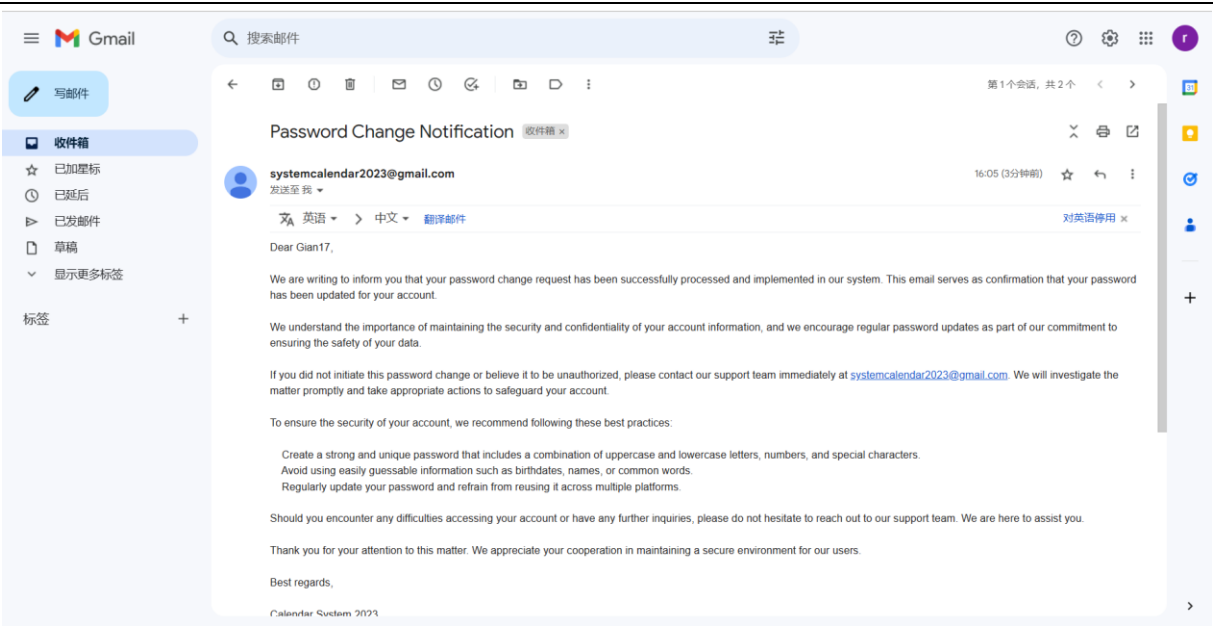 Gmail
搜索邮件
r
写邮件
第1个会话，共2个
31
收件箱
已加星标
已延后
已发邮件
草稿
显示更多标签
标签
Password Change Notification 收件箱 ×
systemcalendar2023@gmail.com
16:05 (3分钟前)
发送至 我
英语 > 中文 翻译邮件
对英语停用 ×
Dear Gian17,
We are writing to inform you that your password change request has been successfully processed and implemented in our system. This email serves as confirmation that your password
has been updated for your account.
We understand the importance of maintaining the security and confidentiality of your account information, and we encourage regular password updates as part of our commitment to
ensuring the safety of your data.
If you did not initiate this password change or believe it to be unauthorized, please contact our support team immediately at systemcalendar2023@gmail.com. We will investigate the
matter promptly and take appropriate actions to safeguard your account.
To ensure the security of your account, we recommend following these best practices:
Create a strong and unique password that includes a combination of uppercase and lowercase letters, numbers, and special characters.
Avoid using easily guessable information such as birthdates, names, or common words.
Regularly update your password and refrain from reusing it across multiple platforms.
Should you encounter any difficulties accessing your account or have any further inquiries, please do not hesitate to reach out to our support team. We are here to assist you.
Thank you for your attention to this matter. We appreciate your cooperation in maintaining a secure environment for our users.
Best regards,
Calendar System 2023